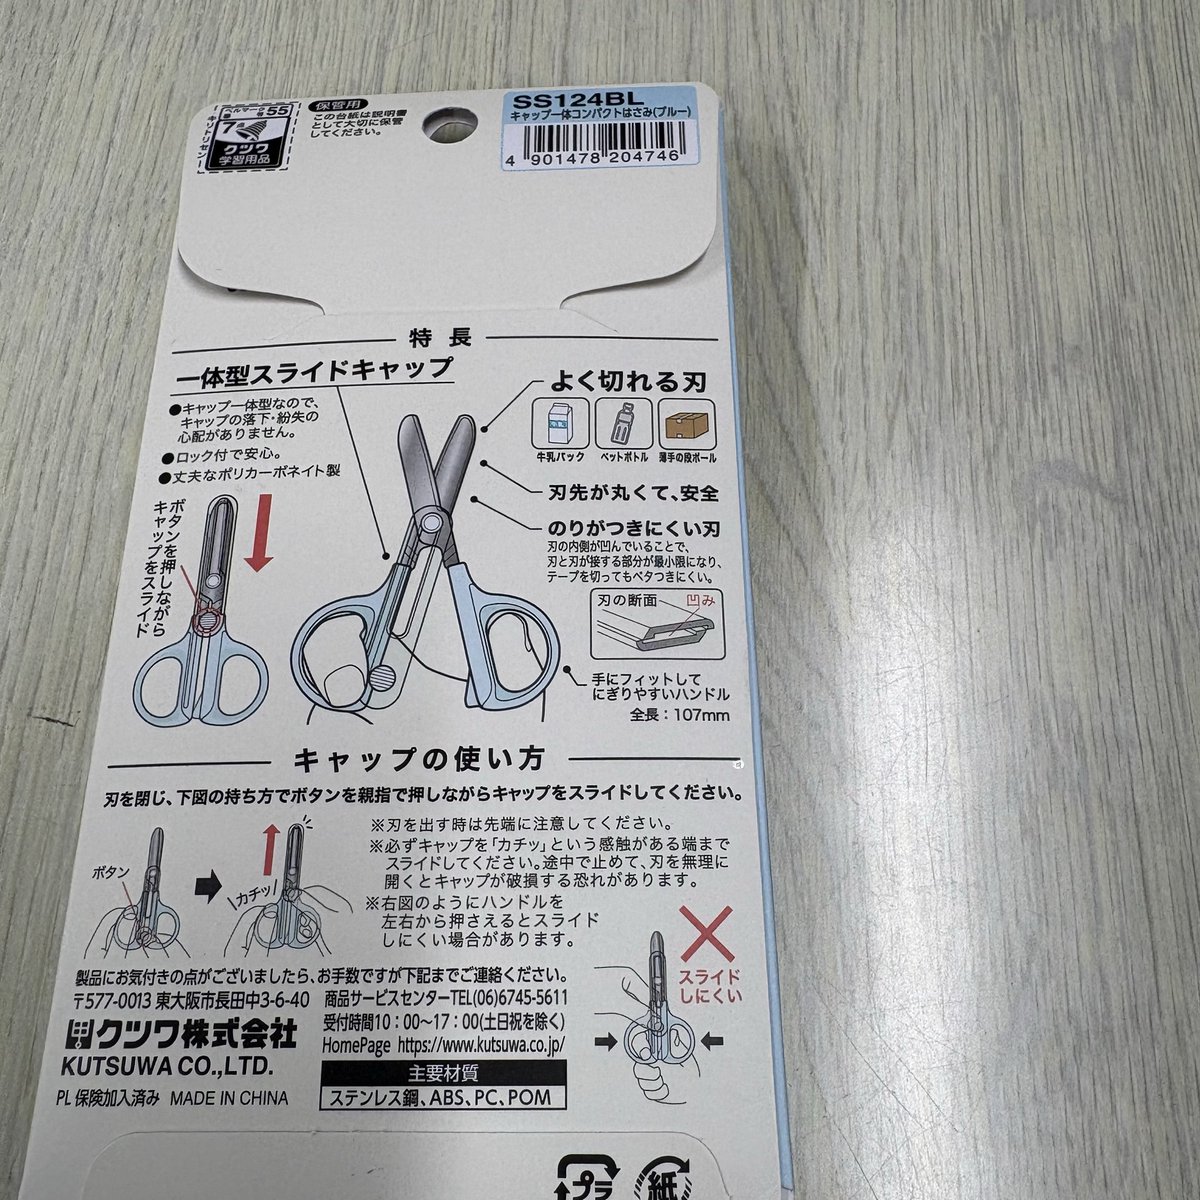 キリトリセン
ベルマーク番号 55
7点
クツワ
学習用品
保管用
この台紙は説明書
として大切に保管
してください。
SS124BL
キャップ一体コンパクトはさみ(ブルー)
4 901478 204746
特長
一体型スライドキャップ
●キャップ一体型なので、
キャップの落下・紛失の
心配がありません。
●ロック付で安心。
●丈夫なポリカーボネイト製
ボタンを押しながら
キャップをスライド
よく切れる刃
牛乳
牛乳パック
ペットボトル
薄手の段ボール
刃先が丸くて、安全
のりがつきにくい刃
刃の内側が凹んでいることで、
刃と刃が接する部分が最小限になり、
テープを切ってもベタつきにくい。
刃の断面
凹み
手にフィットして
にぎりやすいハンドル
全長：107mm
キャップの使い方
刃を閉じ、下図の持ち方でボタンを親指で押しながらキャップをスライドしてください。
ボタン
カチッ
※刃を出す時は先端に注意してください。
※必ずキャップを「カチッ」という感触がある端まで
スライドしてください。途中で止めて、刃を無理に
開くとキャップが破損する恐れがあります。
※右図のようにハンドルを
左右から押さえるとスライド
しにくい場合があります。
スライド
しにくい
製品にお気付きの点がございましたら、お手数ですが下記までご連絡ください。
〒577-0013 東大阪市長田中3-6-40
商品サービスセンターTEL(06)6745-5611
受付時間10：00〜17：00(土日祝を除く)
HomePage https://www.kutsuwa.co.jp/
クツワ株式会社
KUTSUWA CO.,LTD.
PL保険加入済み MADE IN CHINA
主要材質
ステンレス鋼、ABS、PC、POM
プラ
紙